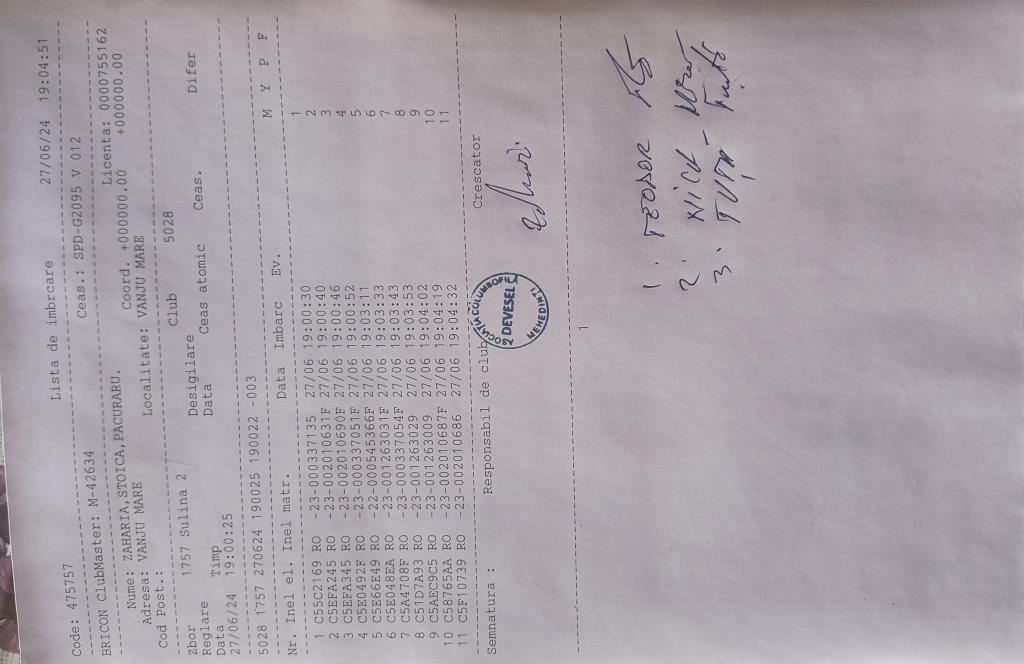 Lista de imbrcare 27/06/24 19:04:51
Code: 475757 Ceas.: SPD-G2095 V 012
BRICON ClubMaster: M-42634 Licenta: 0000755162
Nume: ZAHARIA,STOICA,PACURARU. Coord. +000000.00 +000000.00
Adresa: VANJU MARE Localitate: VANJU MARE
Cod Post.:
Zbor 1757 Sulina 2 Club 5028
Reglare Desigilare
Data Timp Data Ceas atomic Ceas. Difer
27/06/24 19:00:25
5028 1757 270624 190025 190022 -003
Nr. Inel el. Inel matr. Data Imbarc Ev. M Y P F
1 C55C2169 RO -23-000337135 27/06 19:00:30 1
2 C5EFA245 RO -23-002010631F 27/06 19:00:40 2
3 C5EFA345 RO -23-002010690F 27/06 19:00:46 3
4 C5E0492F RO -23-000337051F 27/06 19:00:52 4
5 C5E66E49 RO -22-000545366F 27/06 19:03:11 5
6 C5E048EA RO -23-001263031F 27/06 19:03:33 6
7 C5A4708F RO -23-000337054F 27/06 19:03:43 7
8 C51D7A93 RO -23-001263029 27/06 19:03:53 8
9 C5AEC9C5 RO -23-001263009 27/06 19:04:02 9
10 C58765AA RO -23-002010687F 27/06 19:04:19 10
11 C5F10739 RO -23-002010686 27/06 19:04:32 11
Semnatura : Responsabil de club Crescator
ASOCIATIA COLUMBOFILA
DEVESEL
MEHEDINTI
1
1. TEODOR
2. NICA
3. ȚUPA -